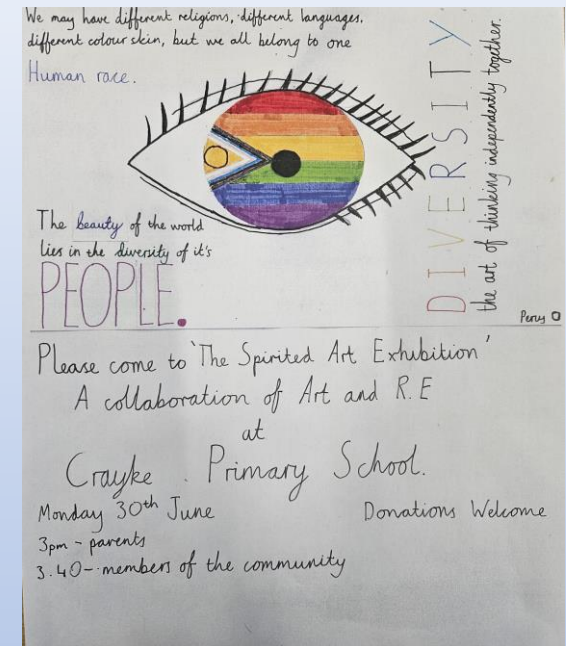 We may have different religions, different languages,
different colour skin, but we all belong to one
Human race.
The beauty of the world
lies in the diversity of it's
PEOPLE.
DIVERSITY
the art of thinking independently together.
Percy O
Please come to 'The Spirited Art Exhibition'
A collaboration of Art and R.E
at
Crayke Primary School.
Monday 30th June
Donations Welcome
3pm - parents
3.40 - members of the community